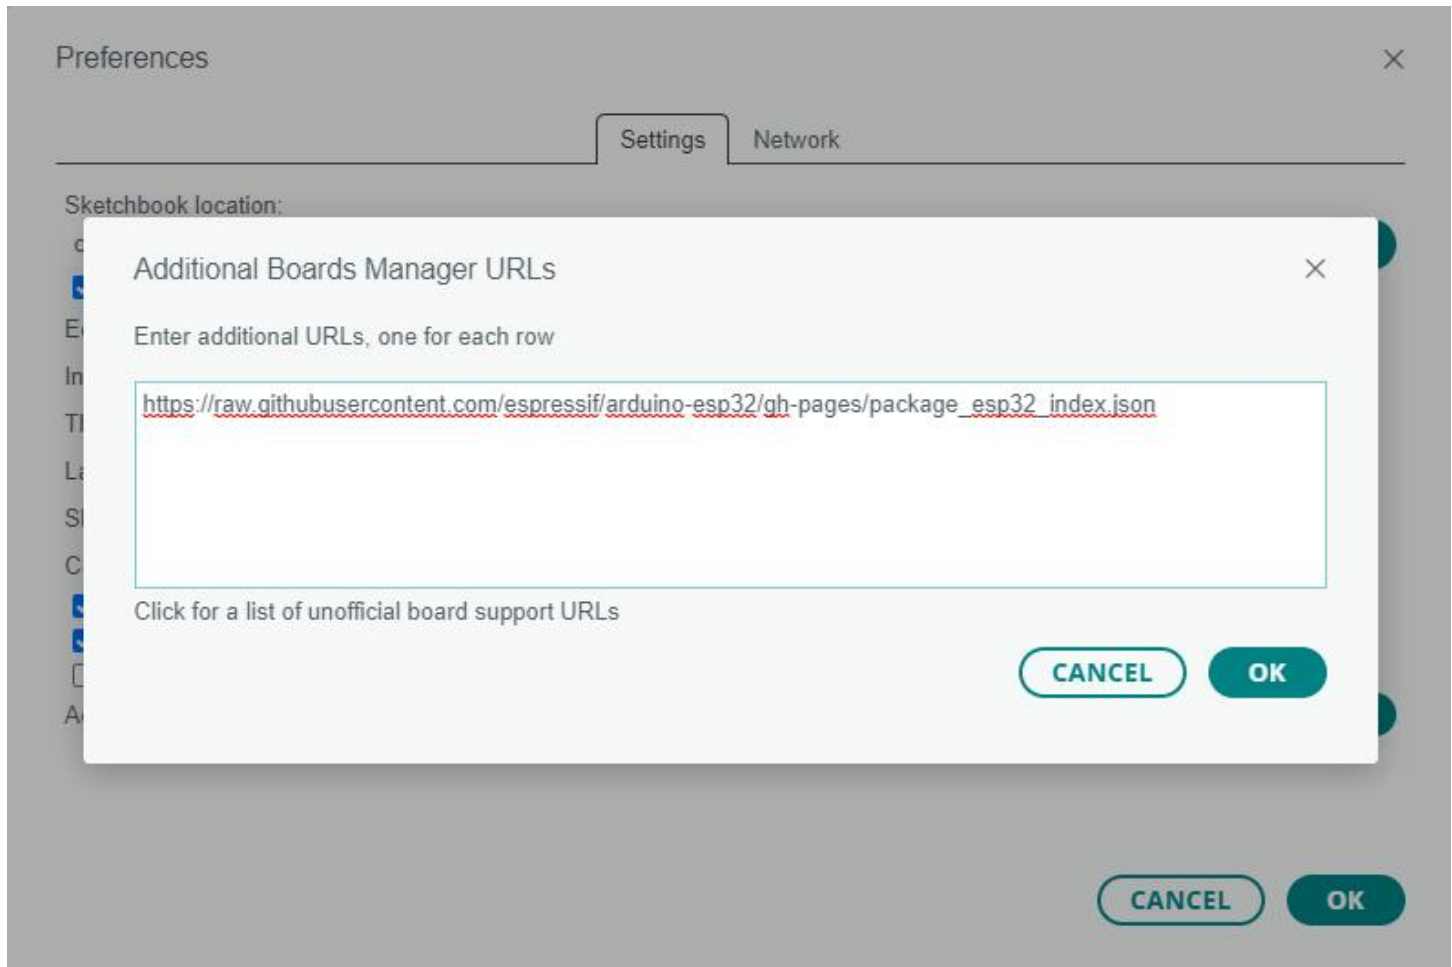 Preferences
Settings
Network
Sketchbook location:
Additional Boards Manager URLs
Enter additional URLs, one for each row
https://raw.githubusercontent.com/espressif/arduino-esp32/gh-pages/package_esp32_index.json
Click for a list of unofficial board support URLs
CANCEL
OK
CANCEL
OK